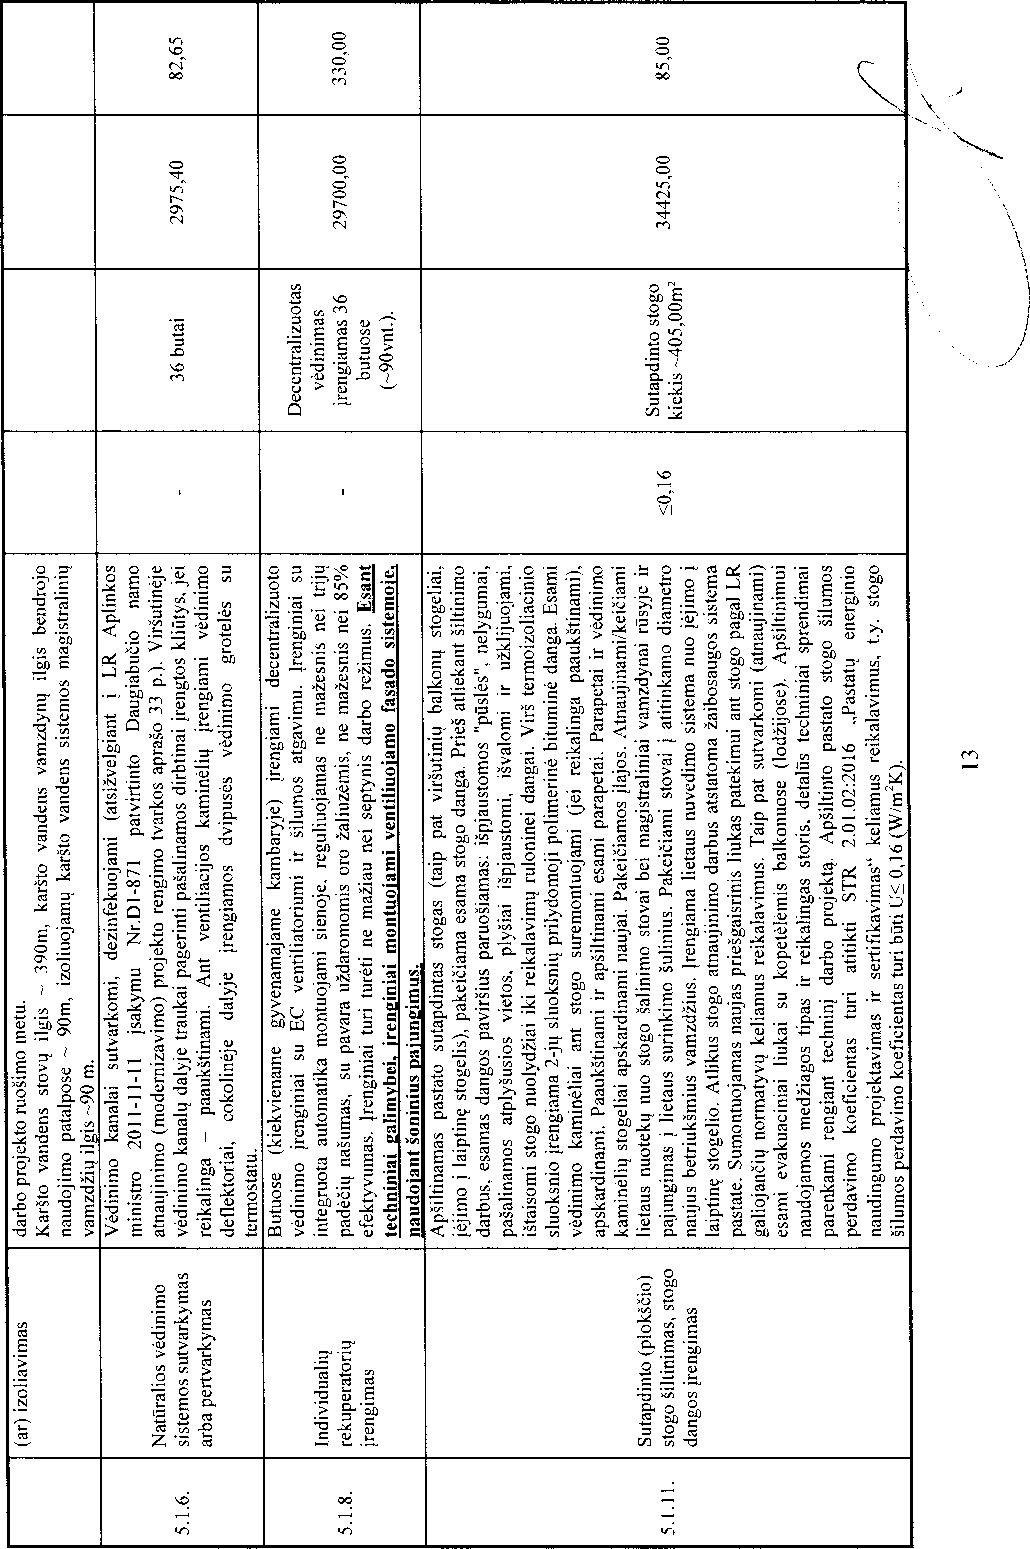 (ar) izoliavimas
darbo projekto ruošimo metu.
Karšto vandens stovų ilgis ~ 390m, karšto vandens vamzdynų ilgis bendrojo
naudojimo patalpose ~ 90m, izoliuojamų karšto vandens sistemos magistralinių
vamzdžių ilgis ~90 m.
5.1.6.
Natūralios vėdinimo
sistemos sutvarkymas
arba pertvarkymas
Vėdinimo kanalai sutvarkomi, dezinfekuojami (atsižvelgiant į LR Aplinkos
ministro 2011-11-11 įsakymu Nr.D1-871 patvirtinto Daugiabučio namo
atnaujinimo (modernizavimo) projekto rengimo tvarkos aprašo 33 p.). Viršutinėje
vėdinimo kanalų dalyje traukai pagerinti pašalinamos dirbtinai įrengtos kliūtys, jei
reikalinga – paaukštinami. Ant ventiliacijos kaminėlių įrengiami vėdinimo
deflektoriai, cokolinėje dalyje įrengiamos dvipusės vėdinimo grotelės su
termostatu.
-
36 butai
2975,40
82,65
5.1.8.
Individualių
rekuperatorių
įrengimas
Butuose (kiekviename gyvenamajame kambaryje) įrengiami decentralizuoto
vėdinimo įrenginiai su EC ventiliatoriumi ir šilumos atgavimu. Įrenginiai su
integruota automatika montuojami sienoje, reguliuojamas ne mažesnis nei trijų
padėčių našumas, su pavara uždaromomis oro žaliuzėmis, ne mažesnis nei 85%
efektyvumas. Įrenginiai turi turėti ne mažiau nei septynis darbo režimus. Esant
techninai galimybei, įrenginiai montuojami ventiliuojamo fasado sistemoje,
naudojant šoninius pajungimus.
-
Decentralizuotas
vėdinimas
įrengiamas 36
butuose
(~90vnt.).
29700,00
330,00
5.1.11.
Sutapdinto (plokščio)
stogo šiltinimas, stogo
dangos įrengimas
Apšiltinamas pastato sutapdintas stogas (taip pat viršutinių balkonų stogeliai,
įėjimo į laiptinę stogelis), pakeičiama esama stogo danga. Prieš atliekant šiltinimo
darbus, esamas dangos paviršius paruošiamas: išpjaustomos "pūslės", nelygumai,
pašalinamos atplyšusios vietos, plyšiai išpjaustomi, išvalomi ir užklijuojami,
ištaisomi stogo nuolydžiai iki reikalavimų ruloninei dangai. Virš termoizoliacinio
sluoksnio įrengiama 2-jų sluoksnių prilydomoji polimerinė bituminė danga. Esami
vėdinimo kaminėliai ant stogo suremontuojami (jei reikalinga paaukštinami),
apskardinami. Paaukštinami ir apšiltinami esami parapetai. Parapetai ir vėdinimo
kaminėlių stogeliai apskardinami naujai. Pakeičiamos įlajos. Atnaujinami/keičiami
lietaus nuotekų nuo stogo šalinimo stovai bei magistraliniai vamzdynai rūsyje ir
pajungimas į lietaus surinkimo šulinius. Pakeičiami stovai į atitinkamo diametro
naujus betriukšmius vamzdžius. Įrengiama lietaus nuvedimo sistema nuo įėjimo į
laiptinę stogelio. Atlikus stogo atnaujinimo darbus atstatoma žaibosaugos sistema
pastate. Sumontuojamas naujas priešgaisrinis liukas patekimui ant stogo pagal LR
galiojančių normatyvų keliamus reikalavimus. Taip pat sutvarkomi (atnaujinami)
esami evakuaciniai liukai su kopetėlėmis balkonuose (lodžijose). Apšiltinimui
naudojamos medžiagos tipas ir reikalingas storis, detalūs techniniai sprendimai
parenkami rengiant techninį darbo projektą. Apšiltinto pastato stogo šilumos
perdavimo koeficientas turi atitikti STR 2.01.02:2016 „Pastatų energinio
naudingumo projektavimas ir sertifikavimas“ keliamus reikalavimus, t.y. stogo
šilumos perdavimo koeficientas turi būti U≤ 0,16 (W/m²K).
≤0,16
Sutapdinto stogo
kiekis ~405,00m²
34425,00
85,00
13